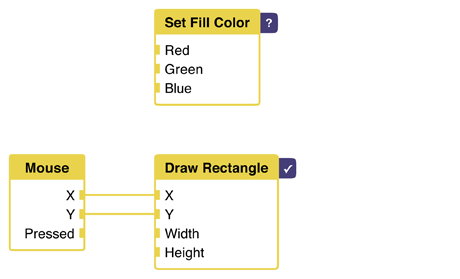 Set Fill Color ?
Red
Green
Blue
Mouse
X
Y
Pressed
Draw Rectangle ✓
X
Y
Width
Height